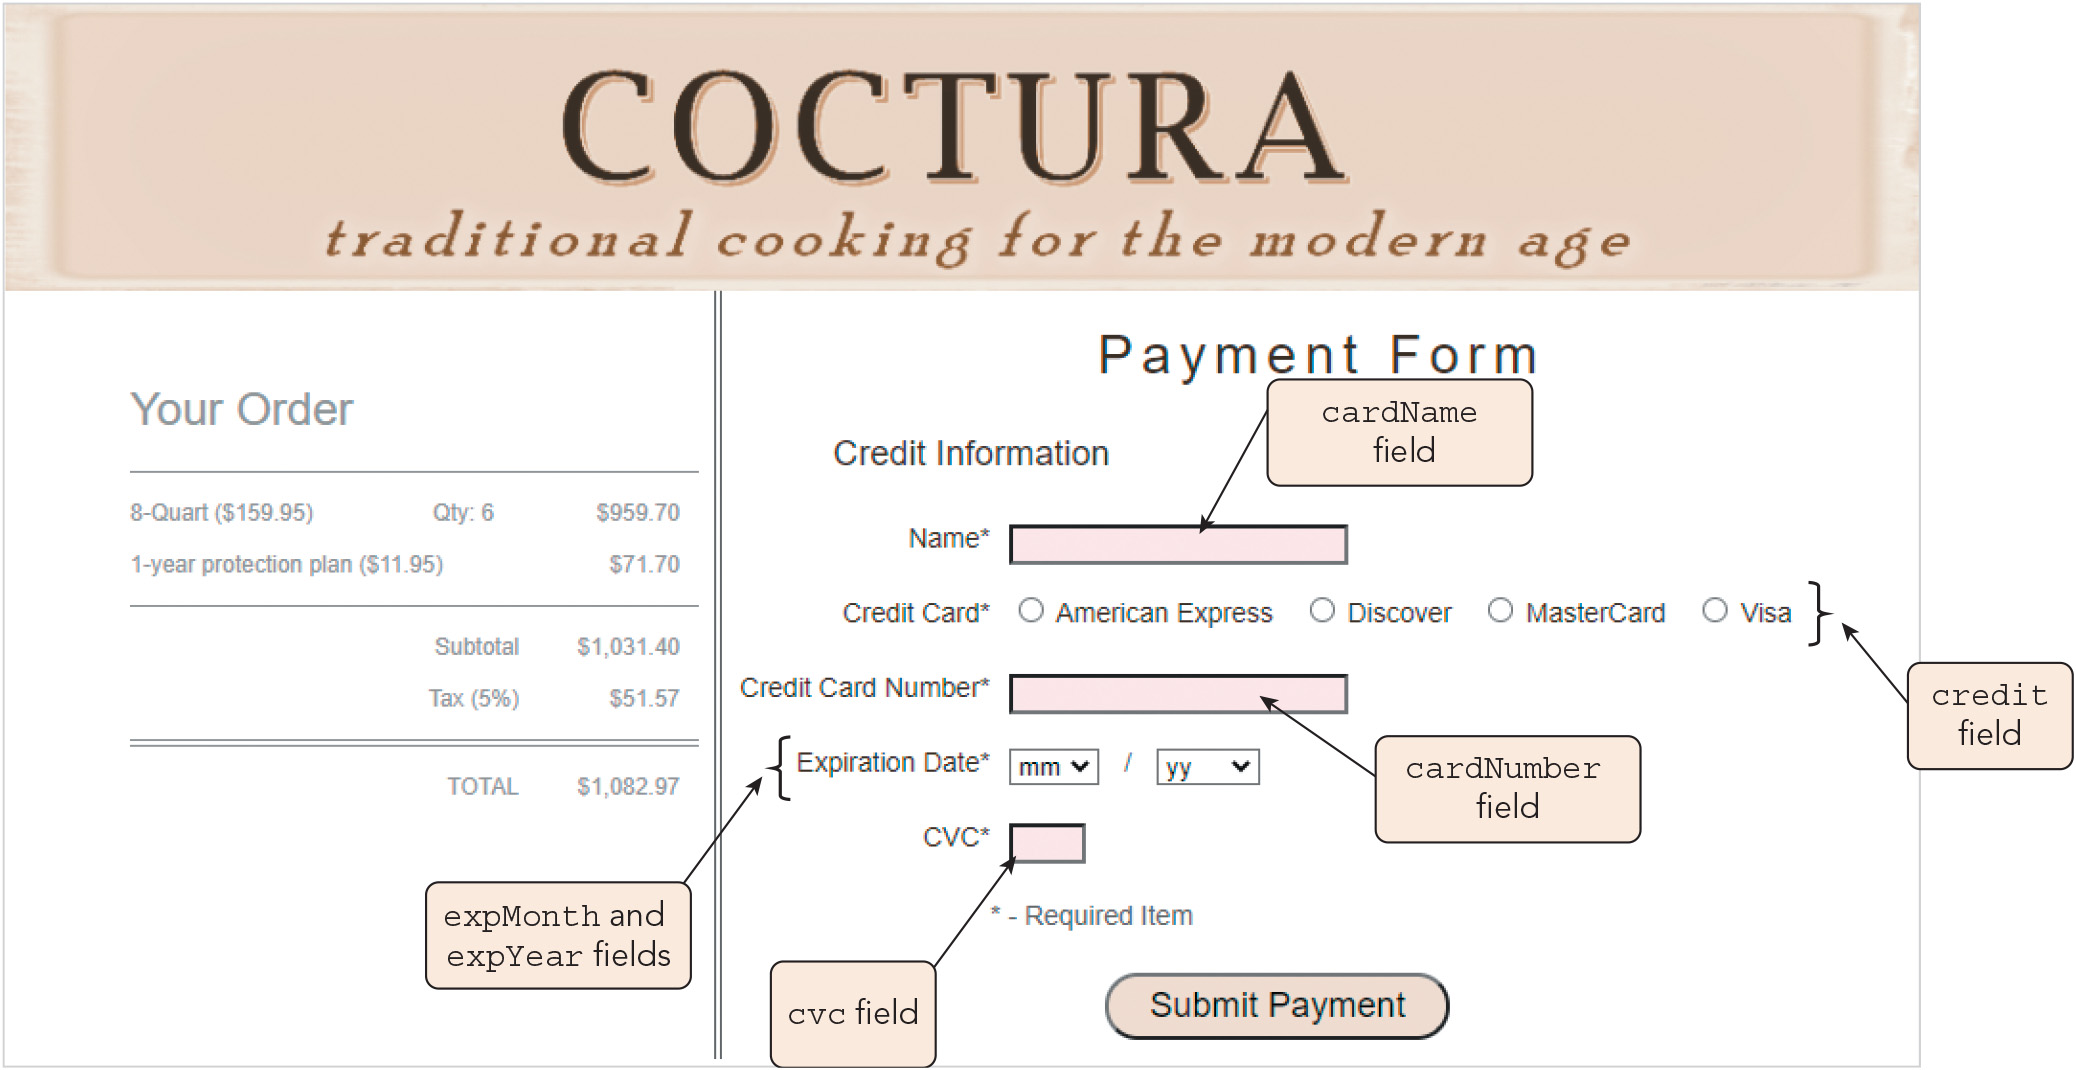 COCTURA
traditional cooking for the modern age
Your Order
8-Quart ($159.95) Qty: 6 $959.70
1-year protection plan ($11.95) $71.70
Subtotal $1,031.40
Tax (5%) $51.57
TOTAL $1,082.97
Payment Form
cardName
field
Credit Information
Name*
Credit Card* American Express Discover MasterCard Visa
credit
field
Credit Card Number*
cardNumber
field
Expiration Date* mm / yy
expMonth and
expYear fields
CVC*
cvc field
* - Required Item
Submit Payment